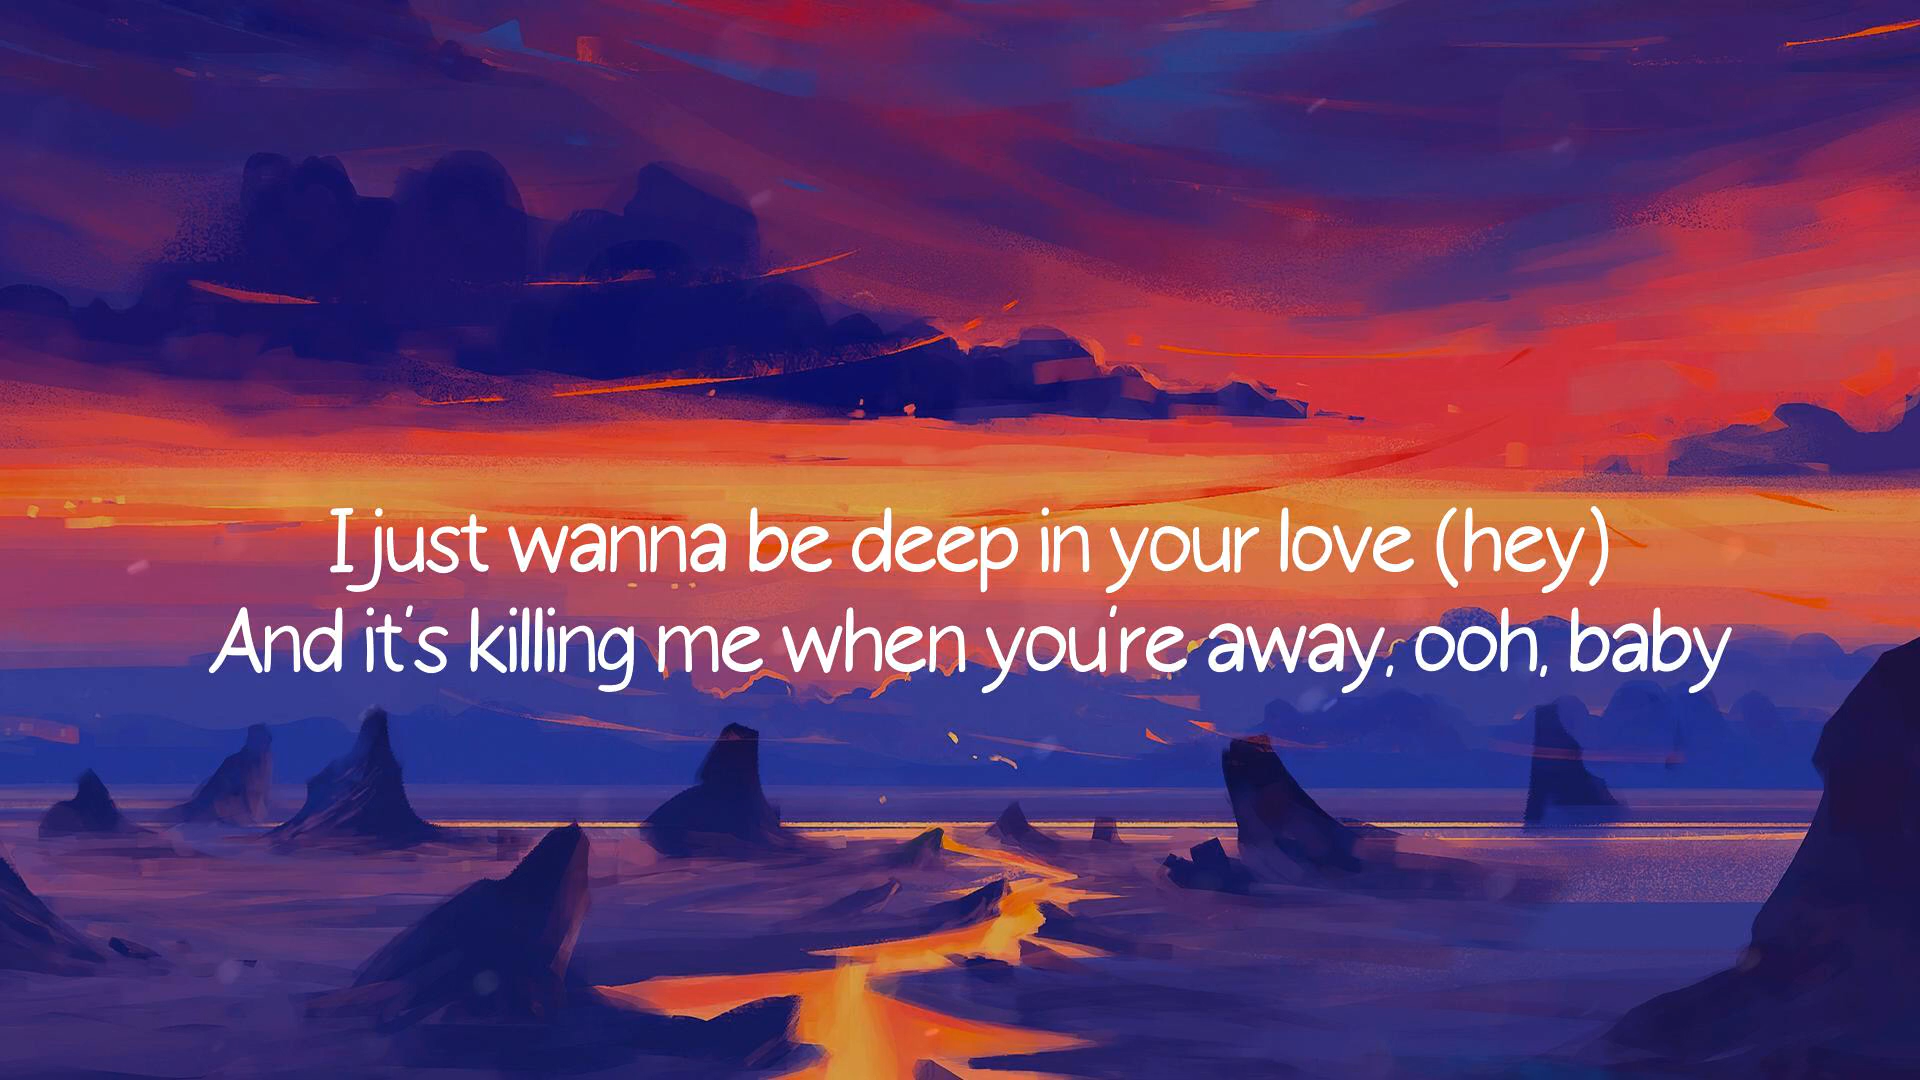 I just wanna be deep in your love (hey)
And it's killing me when you're away, ooh, baby